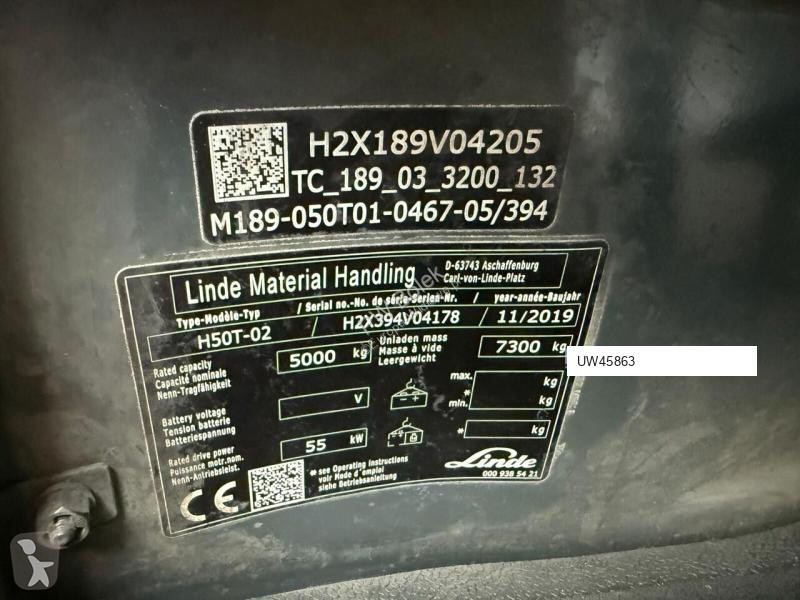 H2X189V04205
TC_189_03_3200_132
M189-050T01-0467-05/394
Linde Material Handling
D-63743 Aschaffenburg
Carl-von-Linde-Platz
Type-Modèle-Typ / Serial no.-No. de série-Serien-Nr. / year-année-Baujahr
H50T-02 / H2X394V04178 / 11/2019
Rated capacity
Capacité nominale
Nenn-Tragfähigkeit
5000 kg
Unladen mass
Masse à vide
Leergewicht
7300 kg
UW45863
Battery voltage
Tension batterie
Batteriespannung
V
max. kg
*
min. kg
* kg
Rated drive power
Puissance motr.nom.
Nenn-Antriebsleist.
55 kW
* see Operating instructions
voir Mode d'emploi
siehe Betriebsanleitung
Linde
000 938 54 21
CE